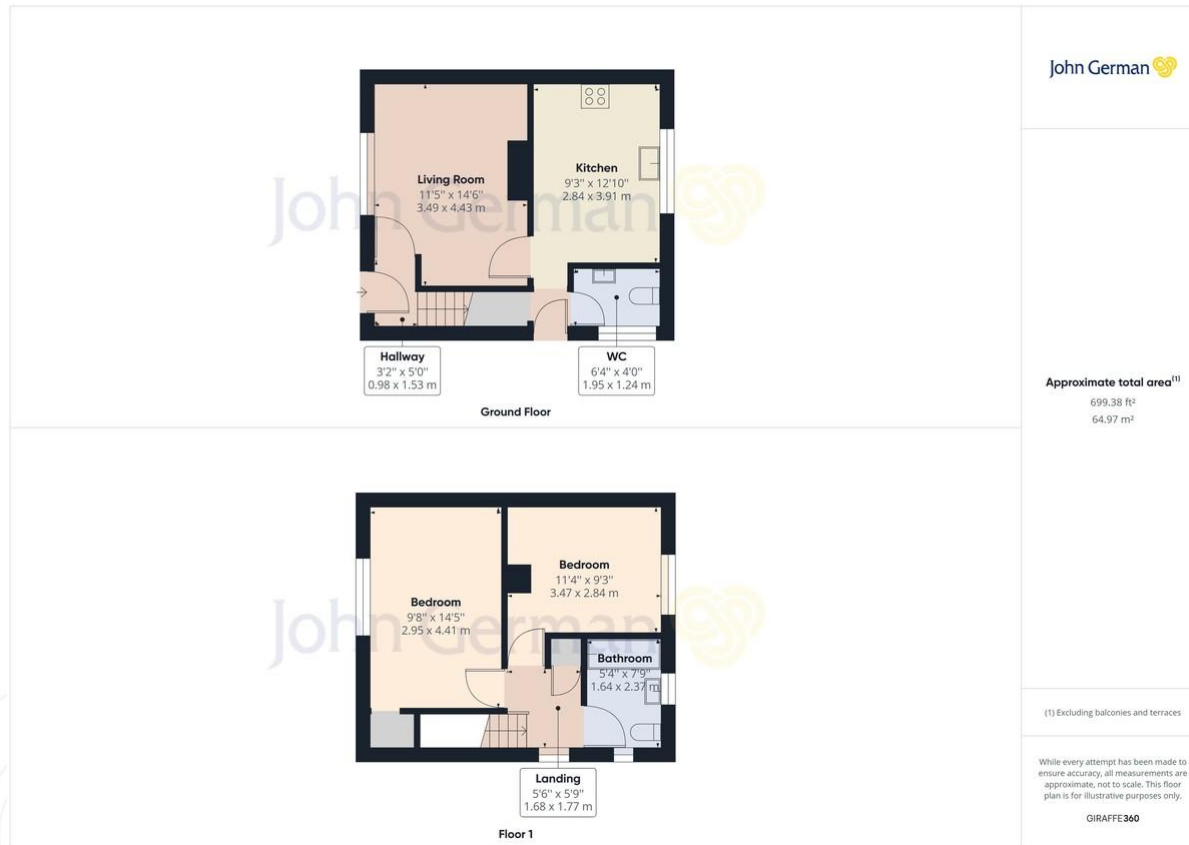 John German
Living Room
11'5" x 14'6"
3.49 x 4.43 m
Kitchen
9'3" x 12'10"
2.84 x 3.91 m
John German
Hallway
3'2" x 5'0"
0.98 x 1.53 m
WC
6'4" x 4'0"
1.95 x 1.24 m
Ground Floor
Bedroom
9'8" x 14'5"
2.95 x 4.41 m
Bedroom
11'4" x 9'3"
3.47 x 2.84 m
John German
Bathroom
5'4" x 7'9"
1.64 x 2.37 m
Landing
5'6" x 5'9"
1.68 x 1.77 m
Floor 1
Approximate total area(1)
699.38 ft²
64.97 m²
(1) Excluding balconies and terraces
While every attempt has been made to
ensure accuracy, all measurements are
approximate, not to scale. This floor
plan is for illustrative purposes only.
GIRAFFE360